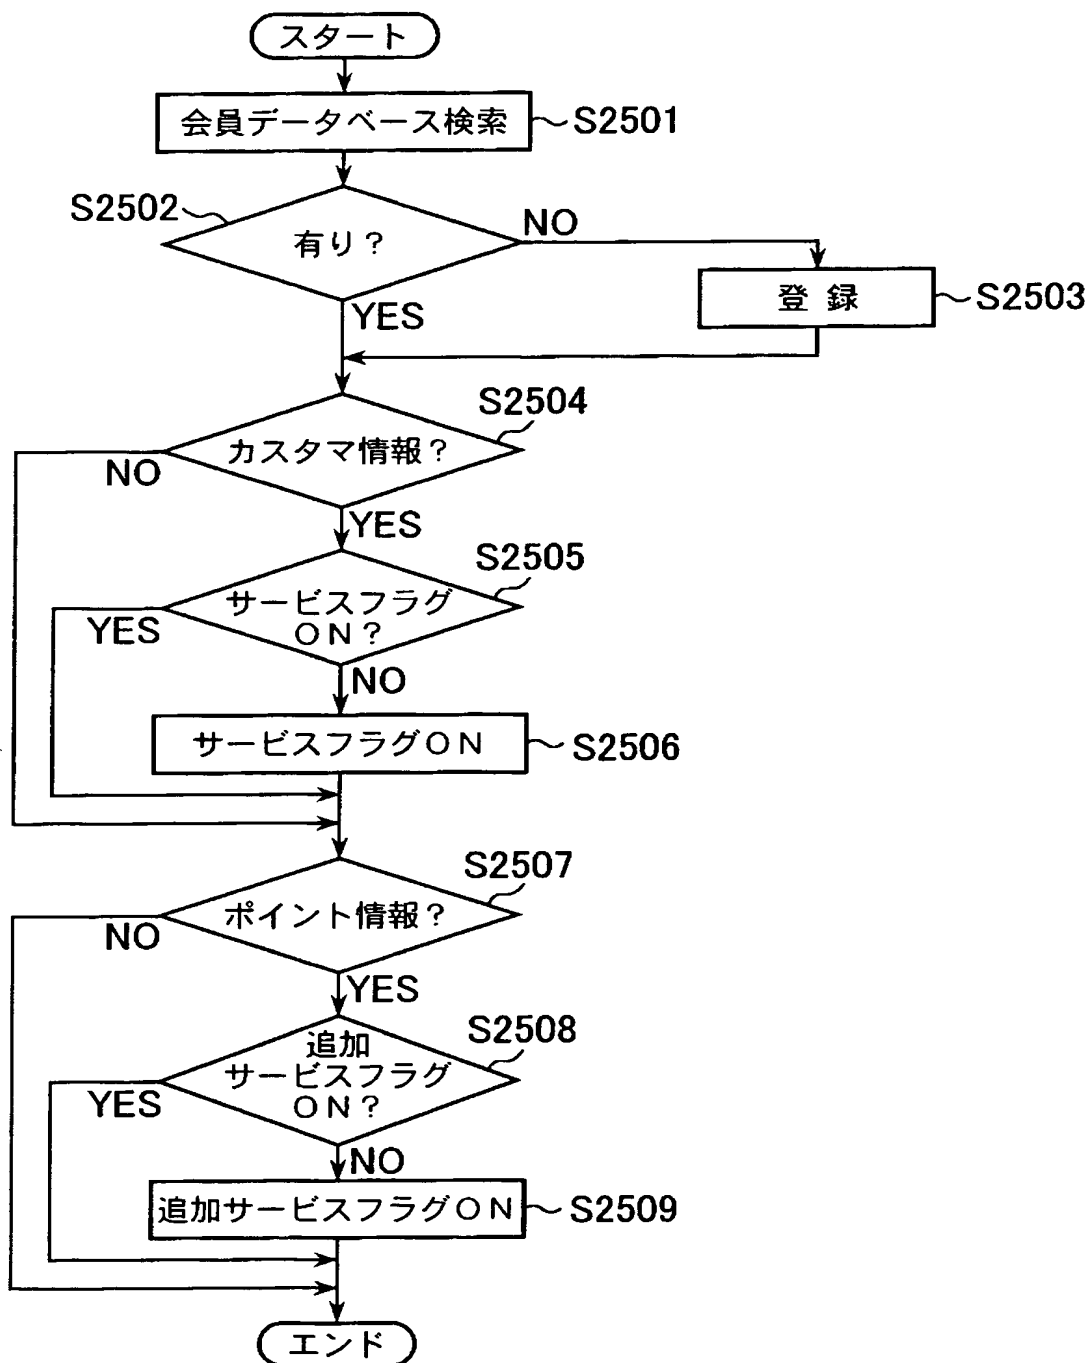 スタート
会員データベース検索
S2501
S2502
有り?
NO
YES
登 録
S2503
S2504
カスタマ情報?
NO
YES
S2505
サービスフラグ
ON?
YES
NO
サービスフラグON
S2506
S2507
ポイント情報?
NO
YES
S2508
追加
サービスフラグ
ON?
YES
NO
追加サービスフラグON
S2509
エンド